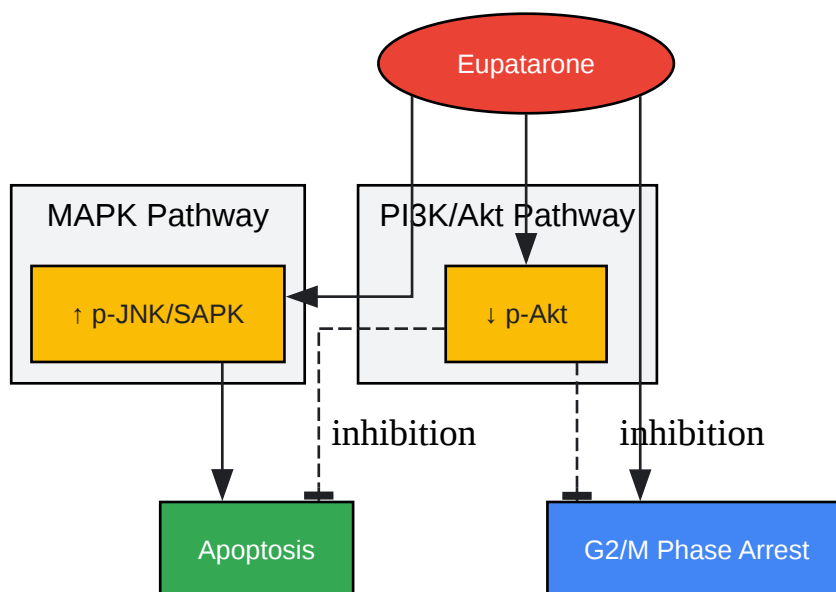 Eupatarone
MAPK Pathway
PI3K/Akt Pathway
↑ p-JNK/SAPK
↓ p-Akt
inhibition
inhibition
Apoptosis
G2/M Phase Arrest